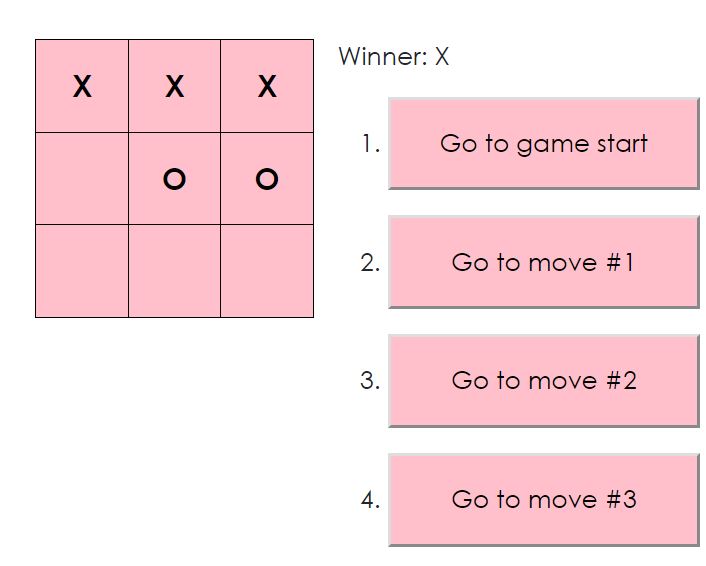 X X X
O O
Winner: X
1. Go to game start
2. Go to move #1
3. Go to move #2
4. Go to move #3